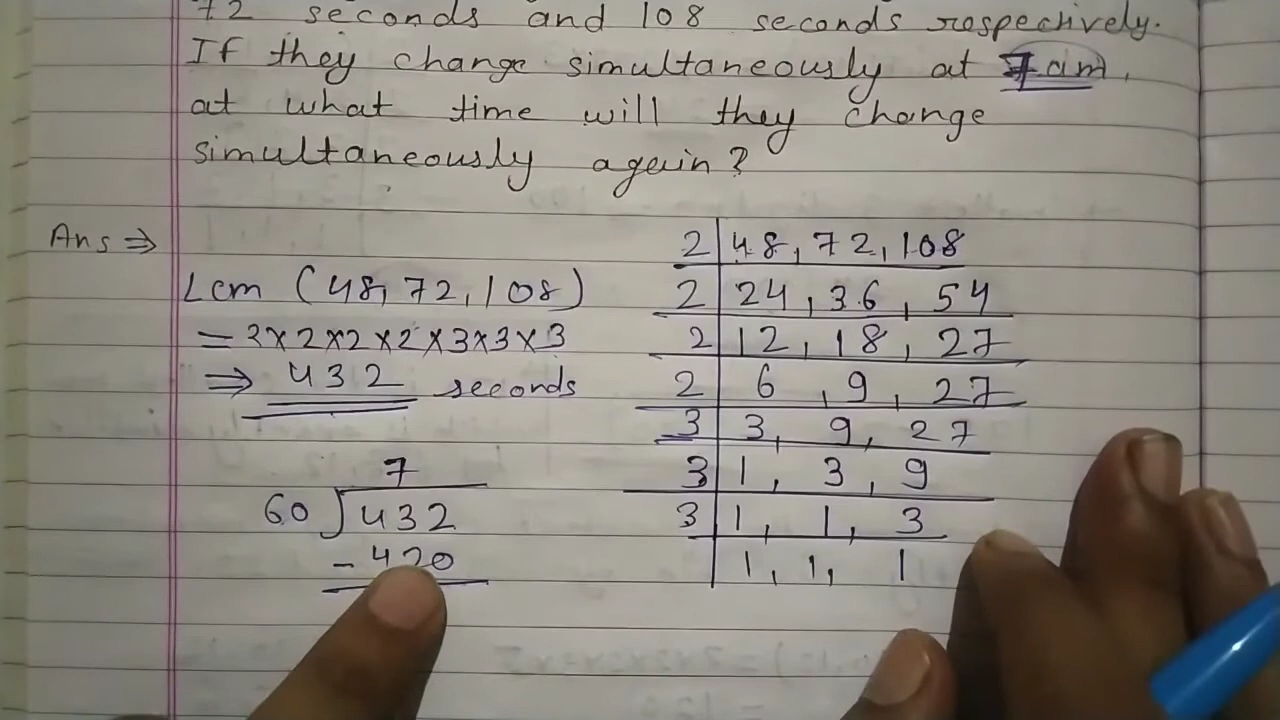 72 seconds and 108 seconds respectively.
If they change simultaneously at 7am,
at what time will they change
simultaneously again?
Ans ⇒
Lcm (48,72,108)
= 2×2×2×2×3×3×3
⇒ 432 seconds
7
60)432
- 420
2|48, 72, 108
2|24, 36, 54
2|12, 18, 27
2|6, 9, 27
3|3, 9, 27
3|1, 3, 9
3|1, 1, 3
1, 1, 1